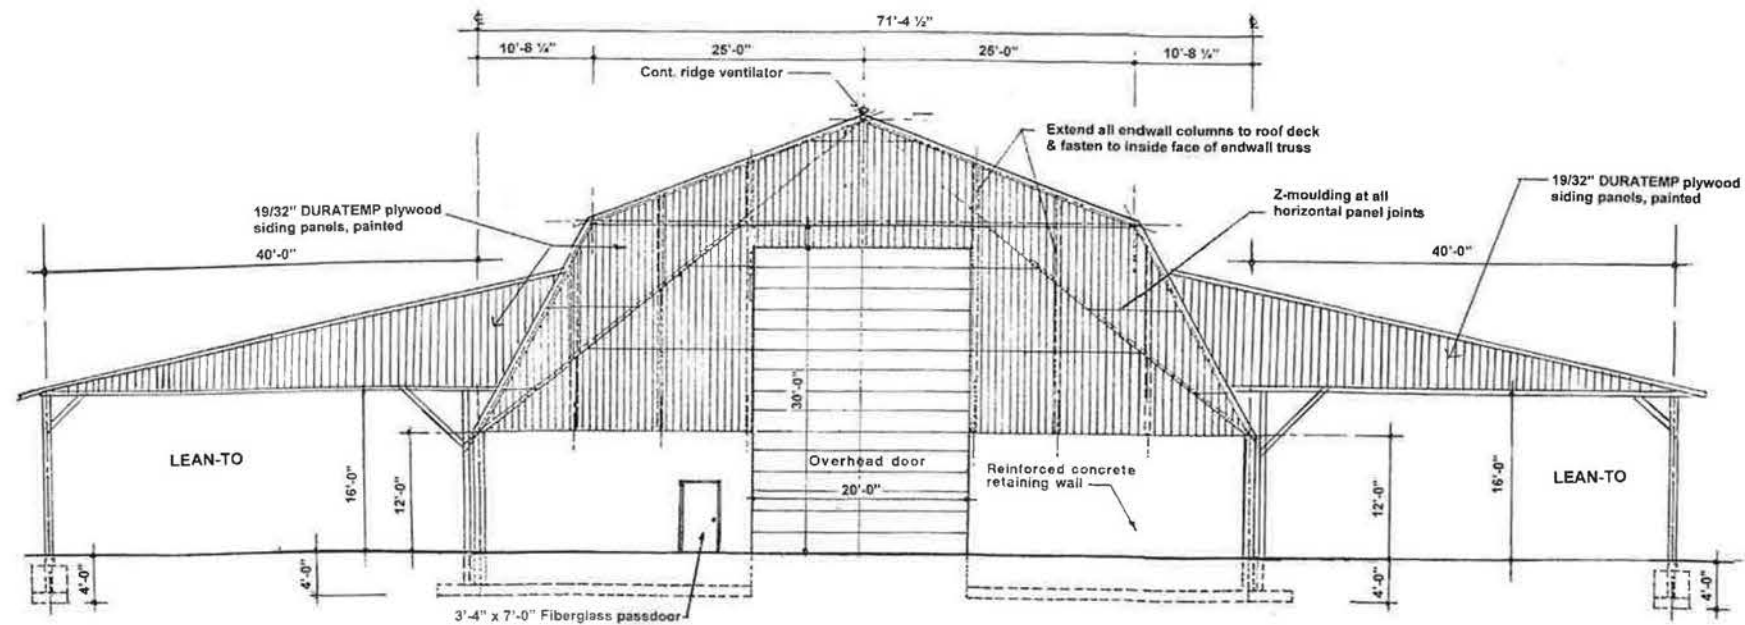 71'-4 ½"
10'-8 ¼"
25'-0"
25'-0"
10'-8 ¼"
Cont. ridge ventilator
Extend all endwall columns to roof deck
& fasten to inside face of endwall truss
19/32" DURATEMP plywood
siding panels, painted
Z-moulding at all
horizontal panel joints
19/32" DURATEMP plywood
siding panels, painted
40'-0"
40'-0"
30'-0"
LEAN-TO
Overhead door
20'-0"
Reinforced concrete
retaining wall
LEAN-TO
16'-0"
12'-0"
12'-0"
16'-0"
4'-0"
4'-0"
4'-0"
4'-0"
3'-4" x 7'-0" Fiberglass passdoor